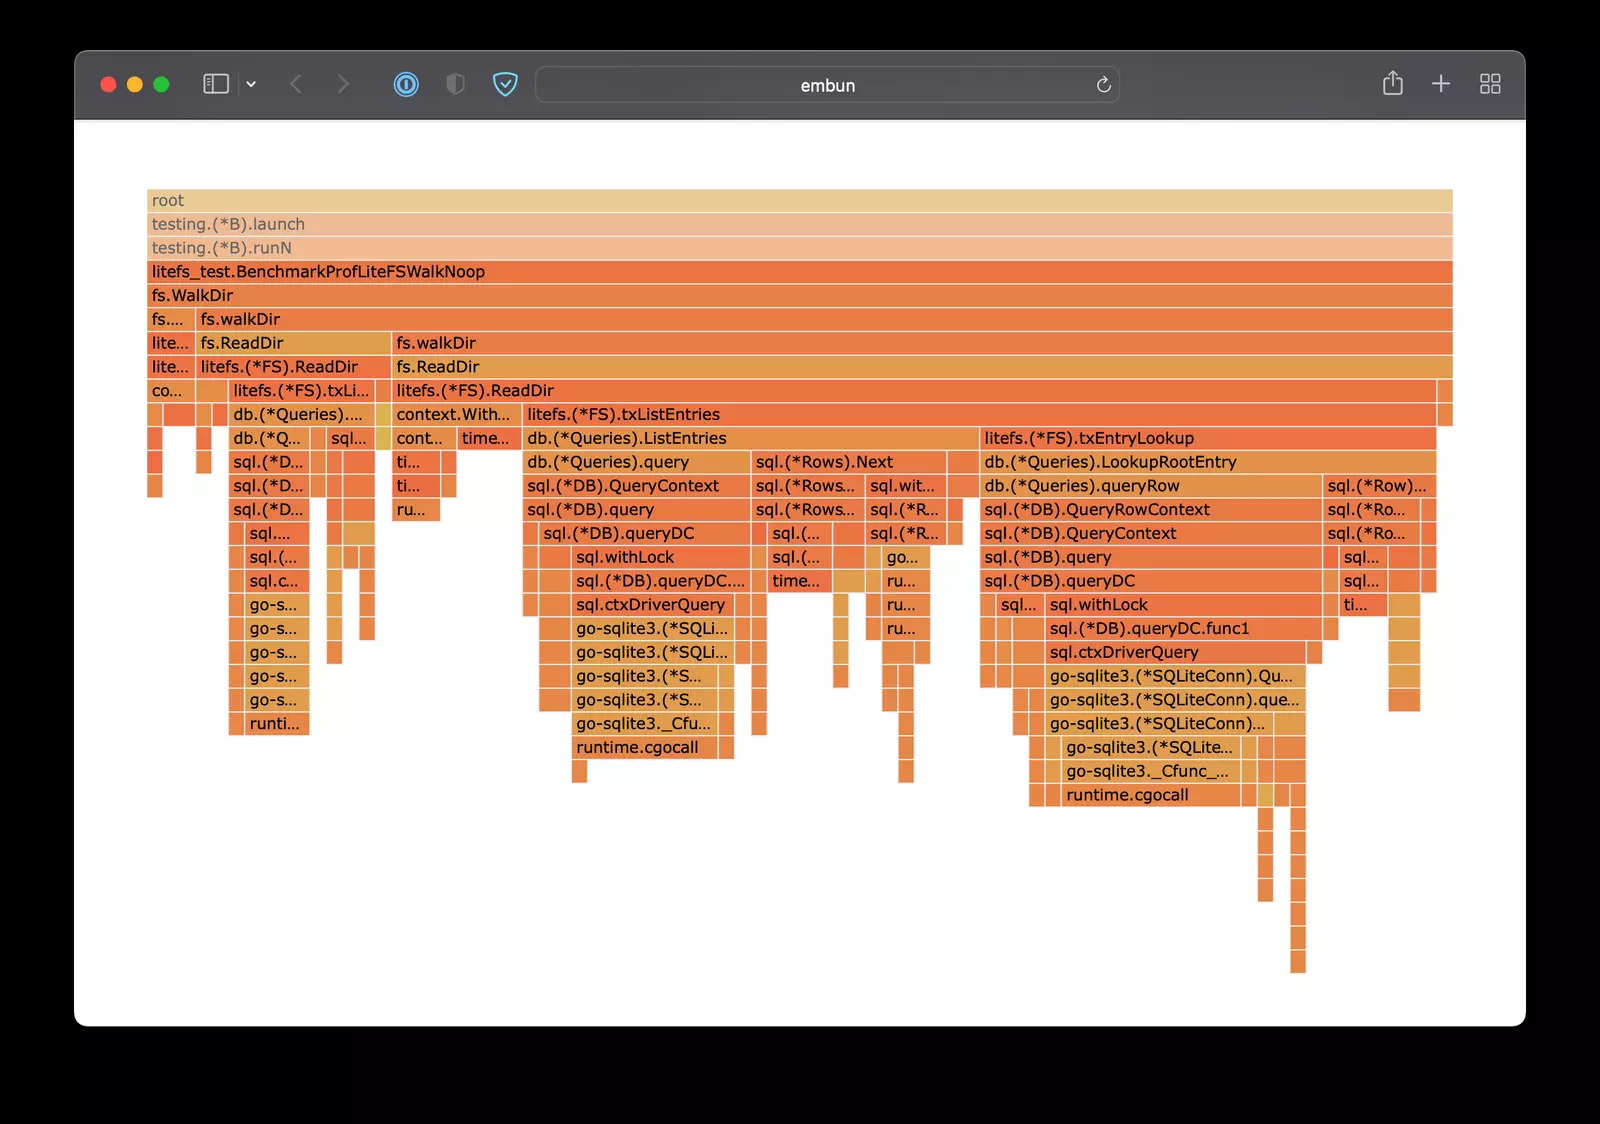 embun
root
testing.(*B).launch
testing.(*B).runN
litefs_test.BenchmarkProfLiteFSWalkNoop
fs.WalkDir
fs.... fs.walkDir
lite... fs.ReadDir fs.walkDir
lite... litefs.(*FS).ReadDir fs.ReadDir
co... litefs.(*FS).txLi... litefs.(*FS).ReadDir
db.(*Queries).... context.With... litefs.(*FS).txListEntries
db.(*Q... sql... cont... time... db.(*Queries).ListEntries litefs.(*FS).txEntryLookup
sql.(*D... ti... db.(*Queries).query sql.(*Rows).Next db.(*Queries).LookupRootEntry
sql.(*D... ti... sql.(*DB).QueryContext sql.(*Rows... sql.wit... db.(*Queries).queryRow sql.(*Row)...
sql.(*D... ru... sql.(*DB).query sql.(*Rows... sql.(*R... sql.(*DB).QueryRowContext sql.(*Ro...
sql.... sql.(*DB).queryDC sql.(... sql.(*R... sql.(*DB).QueryContext sql.(*Ro...
sql.(... sql.withLock sql.(... go... sql.(*DB).query sql...
sql.c... sql.(*DB).queryDC.... time... ru... sql.(*DB).queryDC sql...
go-s... sql.ctxDriverQuery ru... sql... sql.withLock ti...
go-s... go-sqlite3.(*SQLi... ru... sql.(*DB).queryDC.func1
go-s... go-sqlite3.(*SQLi... sql.ctxDriverQuery
go-s... go-sqlite3.(*S... go-sqlite3.(*SQLiteConn).Qu...
go-s... go-sqlite3.(*S... go-sqlite3.(*SQLiteConn).que...
runti... go-sqlite3._Cfu... go-sqlite3.(*SQLiteConn)...
runtime.cgocall go-sqlite3.(*SQLite...
go-sqlite3._Cfunc_...
runtime.cgocall